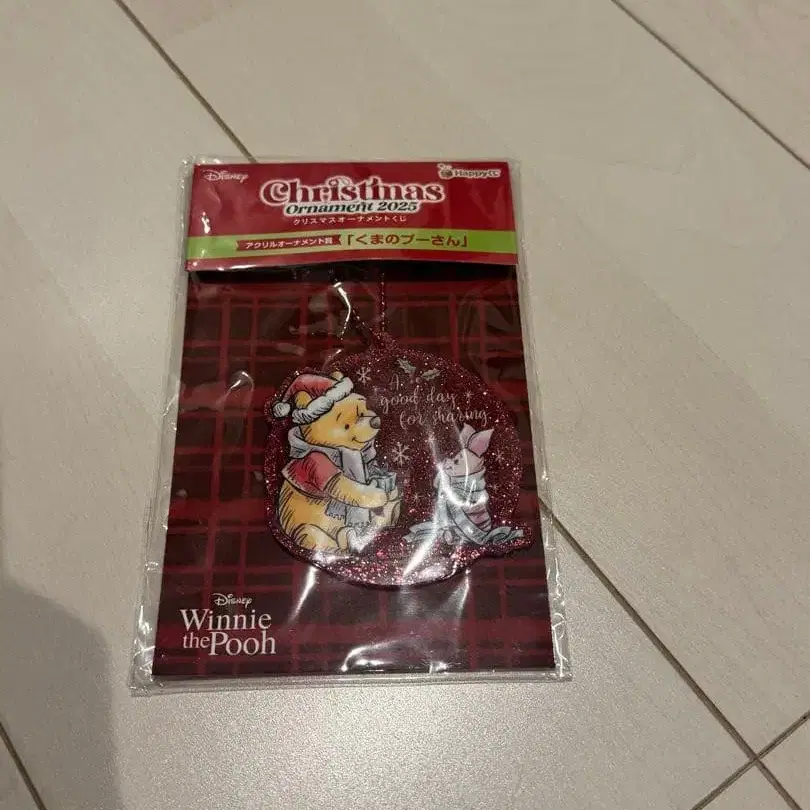 Disney
Happyくじ
Christmas
Ornament 2025
クリスマスオーナメントくじ
アクリルオーナメント賞「くまのプーさん」
A
good day
for sharing
Disney
Winnie
the Pooh